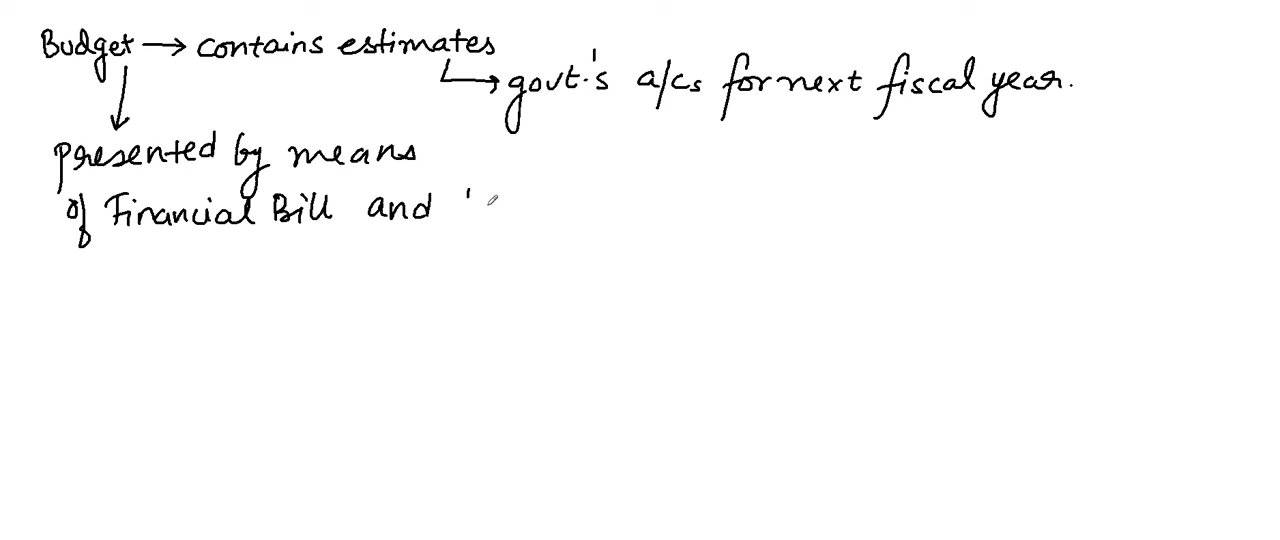 Budget → contains estimates
↳ govt.'s a/cs for next fiscal year.
presented by means
of Financial Bill and '